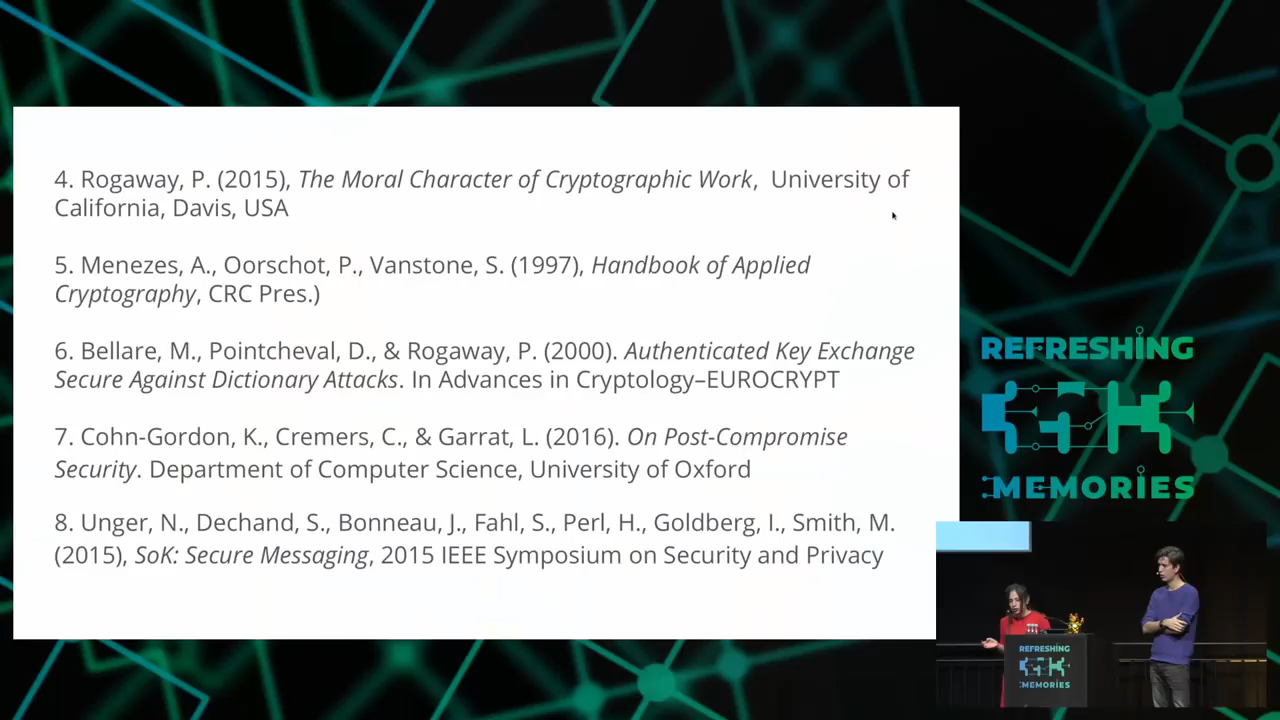 4. Rogaway, P. (2015), The Moral Character of Cryptographic Work, University of
California, Davis, USA
5. Menezes, A., Oorschot, P., Vanstone, S. (1997), Handbook of Applied
Cryptography, CRC Pres.)
6. Bellare, M., Pointcheval, D., & Rogaway, P. (2000). Authenticated Key Exchange
Secure Against Dictionary Attacks. In Advances in Cryptology–EUROCRYPT
7. Cohn-Gordon, K., Cremers, C., & Garrat, L. (2016). On Post-Compromise
Security. Department of Computer Science, University of Oxford
8. Unger, N., Dechand, S., Bonneau, J., Fahl, S., Perl, H., Goldberg, I., Smith, M.
(2015), SoK: Secure Messaging, 2015 IEEE Symposium on Security and Privacy
REFRESHING
35C3
:MEMORIES
REFRESHING
35C3
:MEMORIES